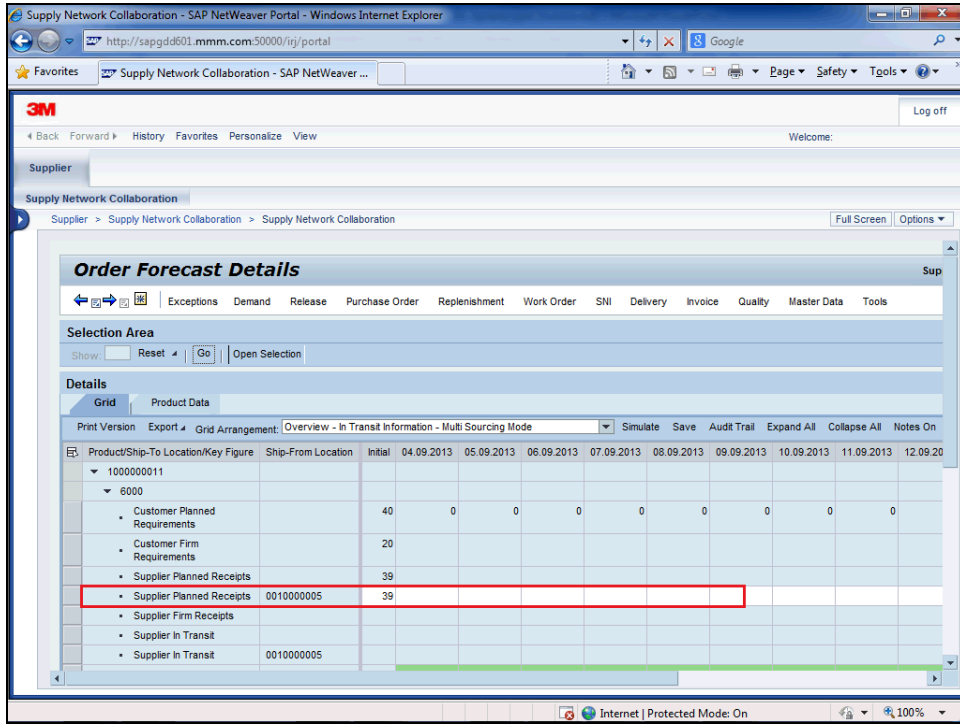 Supply Network Collaboration - SAP NetWeaver Portal - Windows Internet Explorer
http://sapgdd601.mmm.com:50000/irj/portal
Google
Favorites Supply Network Collaboration - SAP NetWeaver ... Page Safety Tools
3M
Log off
Back Forward History Favorites Personalize View Welcome:
Supplier
Supply Network Collaboration
Supplier > Supply Network Collaboration > Supply Network Collaboration Full Screen Options
Order Forecast Details Sup
Exceptions Demand Release Purchase Order Replenishment Work Order SNI Delivery Invoice Quality Master Data Tools
Selection Area
Show: Reset Go Open Selection
Details
Grid Product Data
Print Version Export Grid Arrangement: Overview - In Transit Information - Multi Sourcing Mode Simulate Save Audit Trail Expand All Collapse All Notes On
Product/Ship-To Location/Key Figure Ship-From Location Initial 04.09.2013 05.09.2013 06.09.2013 07.09.2013 08.09.2013 09.09.2013 10.09.2013 11.09.2013 12.09.20
1000000011
6000
Customer Planned Requirements 40 0 0 0 0 0 0 0 0
Customer Firm Requirements 20
Supplier Planned Receipts 39
Supplier Planned Receipts 0010000005 39
Supplier Firm Receipts
Supplier In Transit
Supplier In Transit 0010000005
Internet | Protected Mode: On 100%